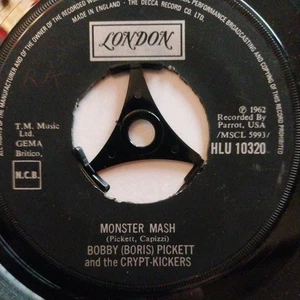 MADE IN ENGLAND, THE DECCA RECORD CO LTD
LONDON
T.M. Music
Ltd.
GEMA
Britico,
N.C.B.
℗ 1962
Recorded By
Parrot, USA
/MSCL 5993/
HLU 10320
MONSTER MASH
(Pickett, Capizzi)
BOBBY (BORIS) PICKETT
and the CRYPT-KICKERS